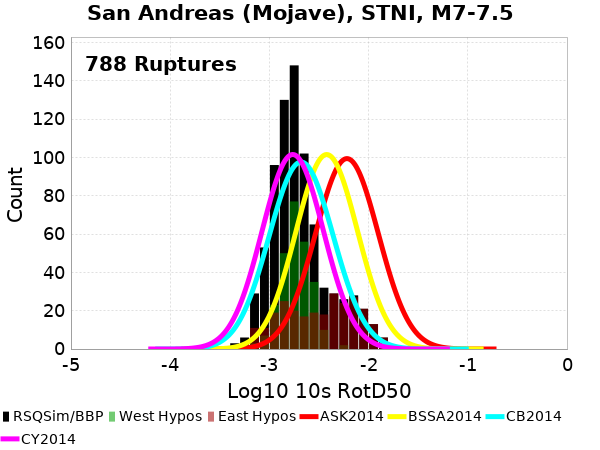 San Andreas (Mojave), STNI, M7-7.5
788 Ruptures
160
140
120
100
80
60
40
20
0
Count
-5 -4 -3 -2 -1 0
Log10 10s RotD50
RSQSim/BBP West Hypos East Hypos ASK2014 BSSA2014 CB2014
CY2014